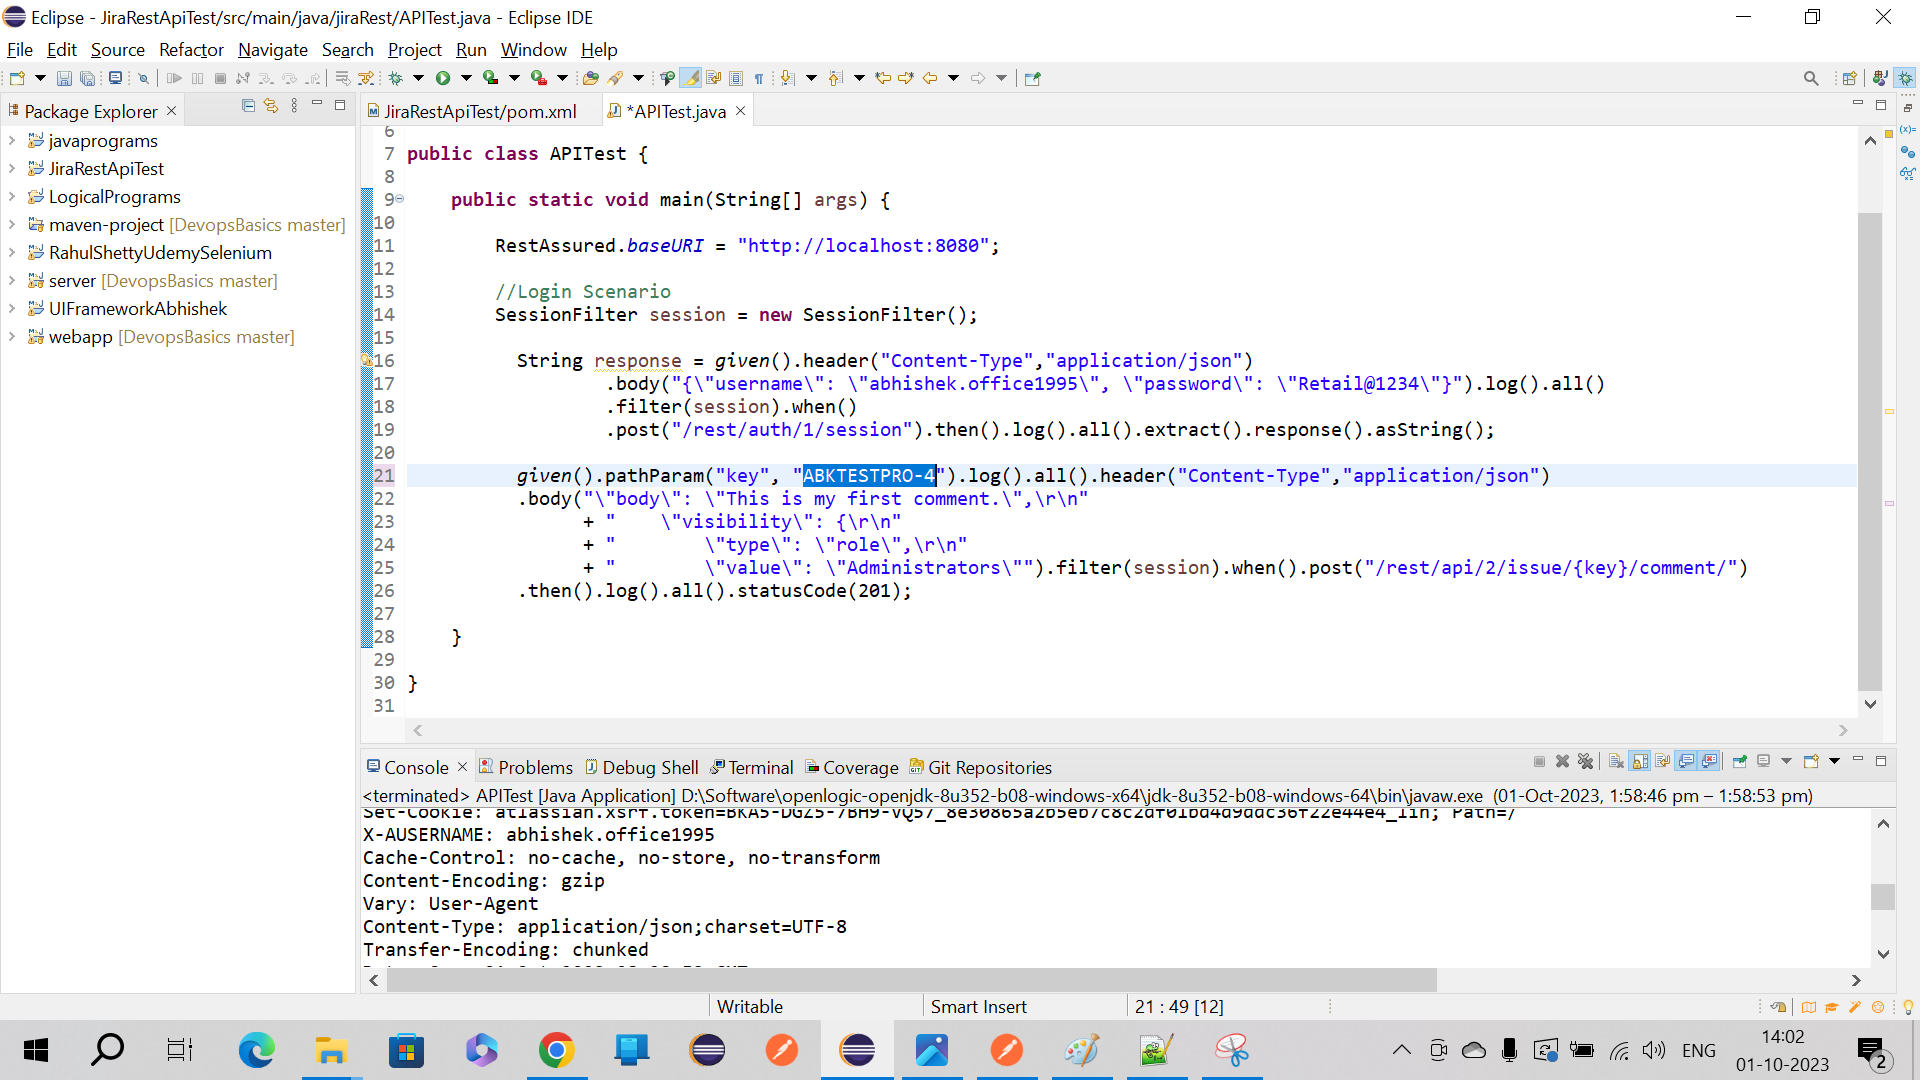 Eclipse - JiraRestApiTest/src/main/java/jiraRest/APITest.java - Eclipse IDE
File Edit Source Refactor Navigate Search Project Run Window Help
Package Explorer
javaprograms
JiraRestApiTest
LogicalPrograms
maven-project [DevopsBasics master]
RahulShettyUdemySelenium
server [DevopsBasics master]
UIFrameworkAbhishek
webapp [DevopsBasics master]
JiraRestApiTest/pom.xml *APITest.java
6
7 public class APITest {
8
9 public static void main(String[] args) {
10
11 RestAssured.baseURI = "http://localhost:8080";
12
13 //Login Scenario
14 SessionFilter session = new SessionFilter();
15
16 String response = given().header("Content-Type","application/json")
17 .body("{\"username\": \"abhishek.office1995\", \"password\": \"Retail@1234\"}").log().all()
18 .filter(session).when()
19 .post("/rest/auth/1/session").then().log().all().extract().response().asString();
20
21 given().pathParam("key", "ABKTESTPRO-4").log().all().header("Content-Type","application/json")
22 .body("\"body\": \"This is my first comment.\",\r\n"
23 + " \"visibility\": {\r\n"
24 + " \"type\": \"role\",\r\n"
25 + " \"value\": \"Administrators\"").filter(session).when().post("/rest/api/2/issue/{key}/comment/")
26 .then().log().all().statusCode(201);
27
28 }
29
30 }
31
Console Problems Debug Shell Terminal Coverage Git Repositories
<terminated> APITest [Java Application] D:\Software\openlogic-openjdk-8u352-b08-windows-x64\jdk-8u352-b08-windows-64\bin\javaw.exe (01-Oct-2023, 1:58:46 pm – 1:58:53 pm)
Set-Cookie: atlassian.xsrf.token=
X-AUSERNAME: abhishek.office1995
Cache-Control: no-cache, no-store, no-transform
Content-Encoding: gzip
Vary: User-Agent
Content-Type: application/json;charset=UTF-8
Transfer-Encoding: chunked
Writable Smart Insert 21 : 49 [12]
ENG
14:02
01-10-2023
2